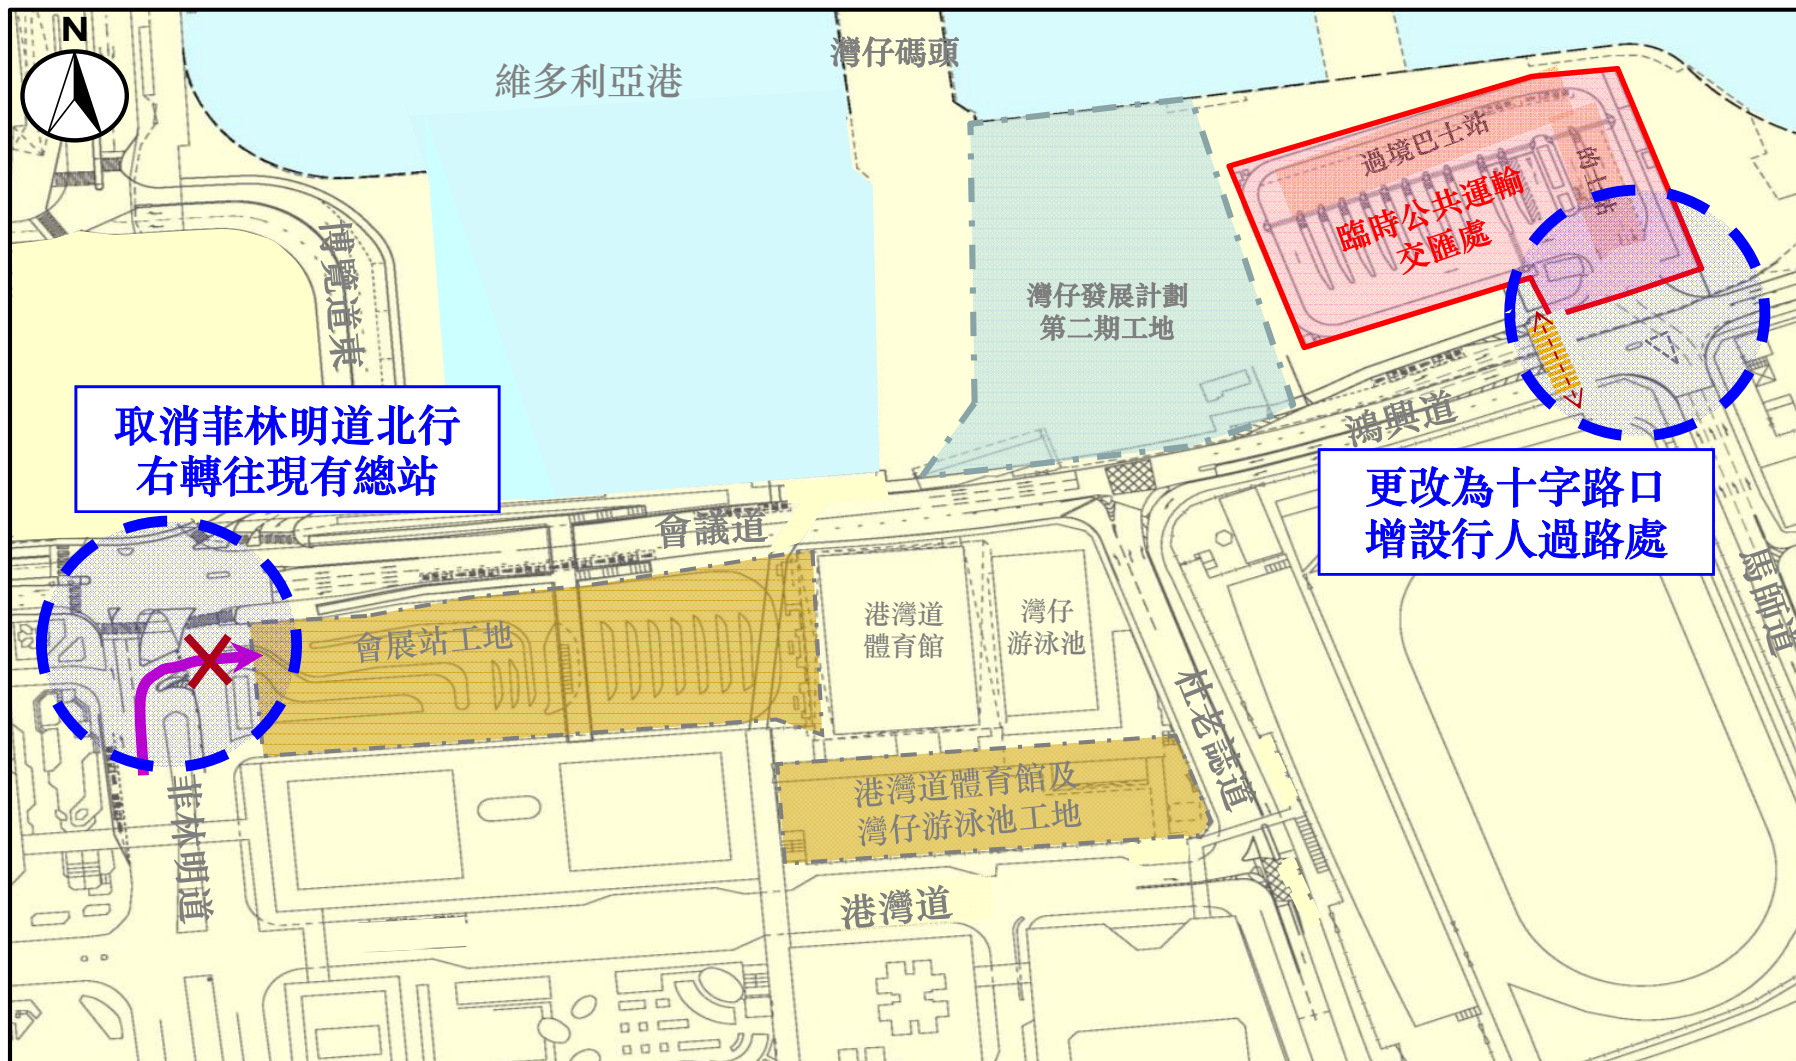 N
維多利亞港
灣仔碼頭
過境巴士站
的士站
臨時公共運輸
交匯處
博覽道東
灣仔發展計劃
第二期工地
取消菲林明道北行
右轉往現有總站
鴻興道
更改為十字路口
增設行人過路處
會議道
馬師道
會展站工地
港灣道
體育館
灣仔
游泳池
杜老誌道
港灣道體育館及
灣仔游泳池工地
菲林明道
港灣道